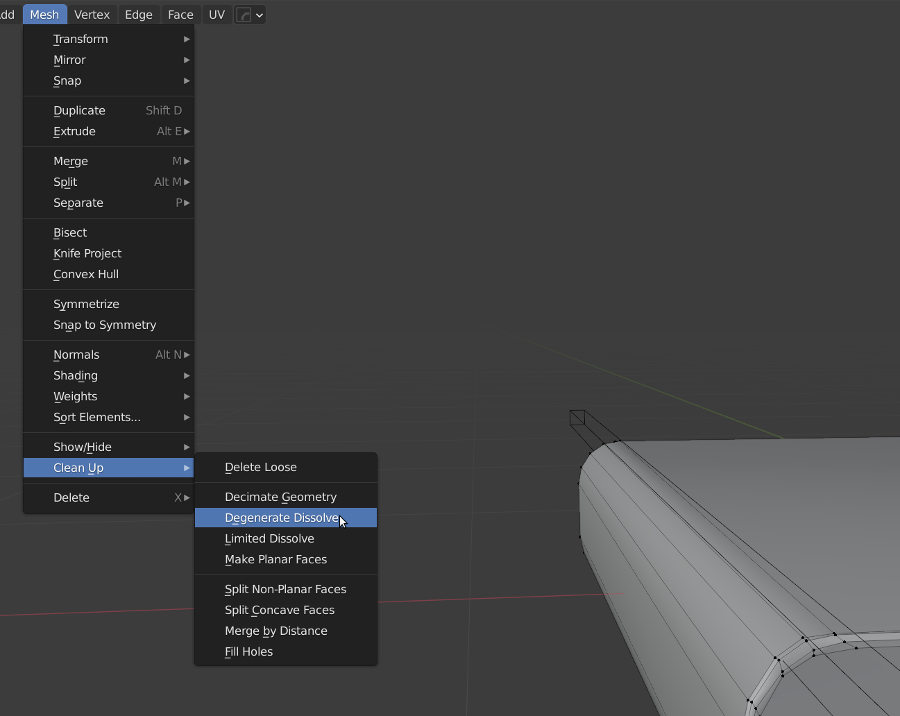 dd Mesh Vertex Edge Face UV
Transform
Mirror
Snap
Duplicate Shift D
Extrude Alt E
Merge M
Split Alt M
Separate P
Bisect
Knife Project
Convex Hull
Symmetrize
Snap to Symmetry
Normals Alt N
Shading
Weights
Sort Elements...
Show/Hide
Clean Up
Delete X
Delete Loose
Decimate Geometry
Degenerate Dissolve
Limited Dissolve
Make Planar Faces
Split Non-Planar Faces
Split Concave Faces
Merge by Distance
Fill Holes